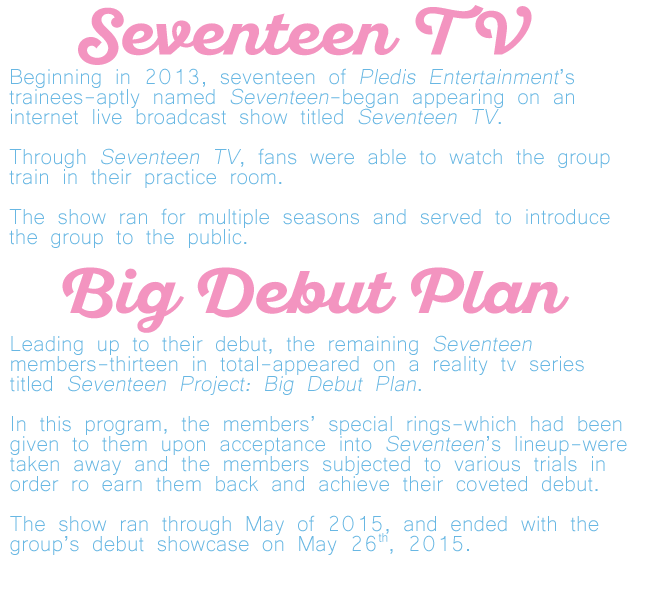 Seventeen TV
Beginning in 2013, seventeen of Pledis Entertainment's
trainees-aptly named Seventeen-began appearing on an
internet live broadcast show titled Seventeen TV.
Through Seventeen TV, fans were able to watch the group
train in their practice room.
The show ran for multiple seasons and served to introduce
the group to the public.
Big Debut Plan
Leading up to their debut, the remaining Seventeen
members-thirteen in total-appeared on a reality tv series
titled Seventeen Project: Big Debut Plan.
In this program, the members' special rings-which had been
given to them upon acceptance into Seventeen's lineup-were
taken away and the members subjected to various trials in
order ro earn them back and achieve their coveted debut.
The show ran through May of 2015, and ended with the
group's debut showcase on May 26th, 2015.